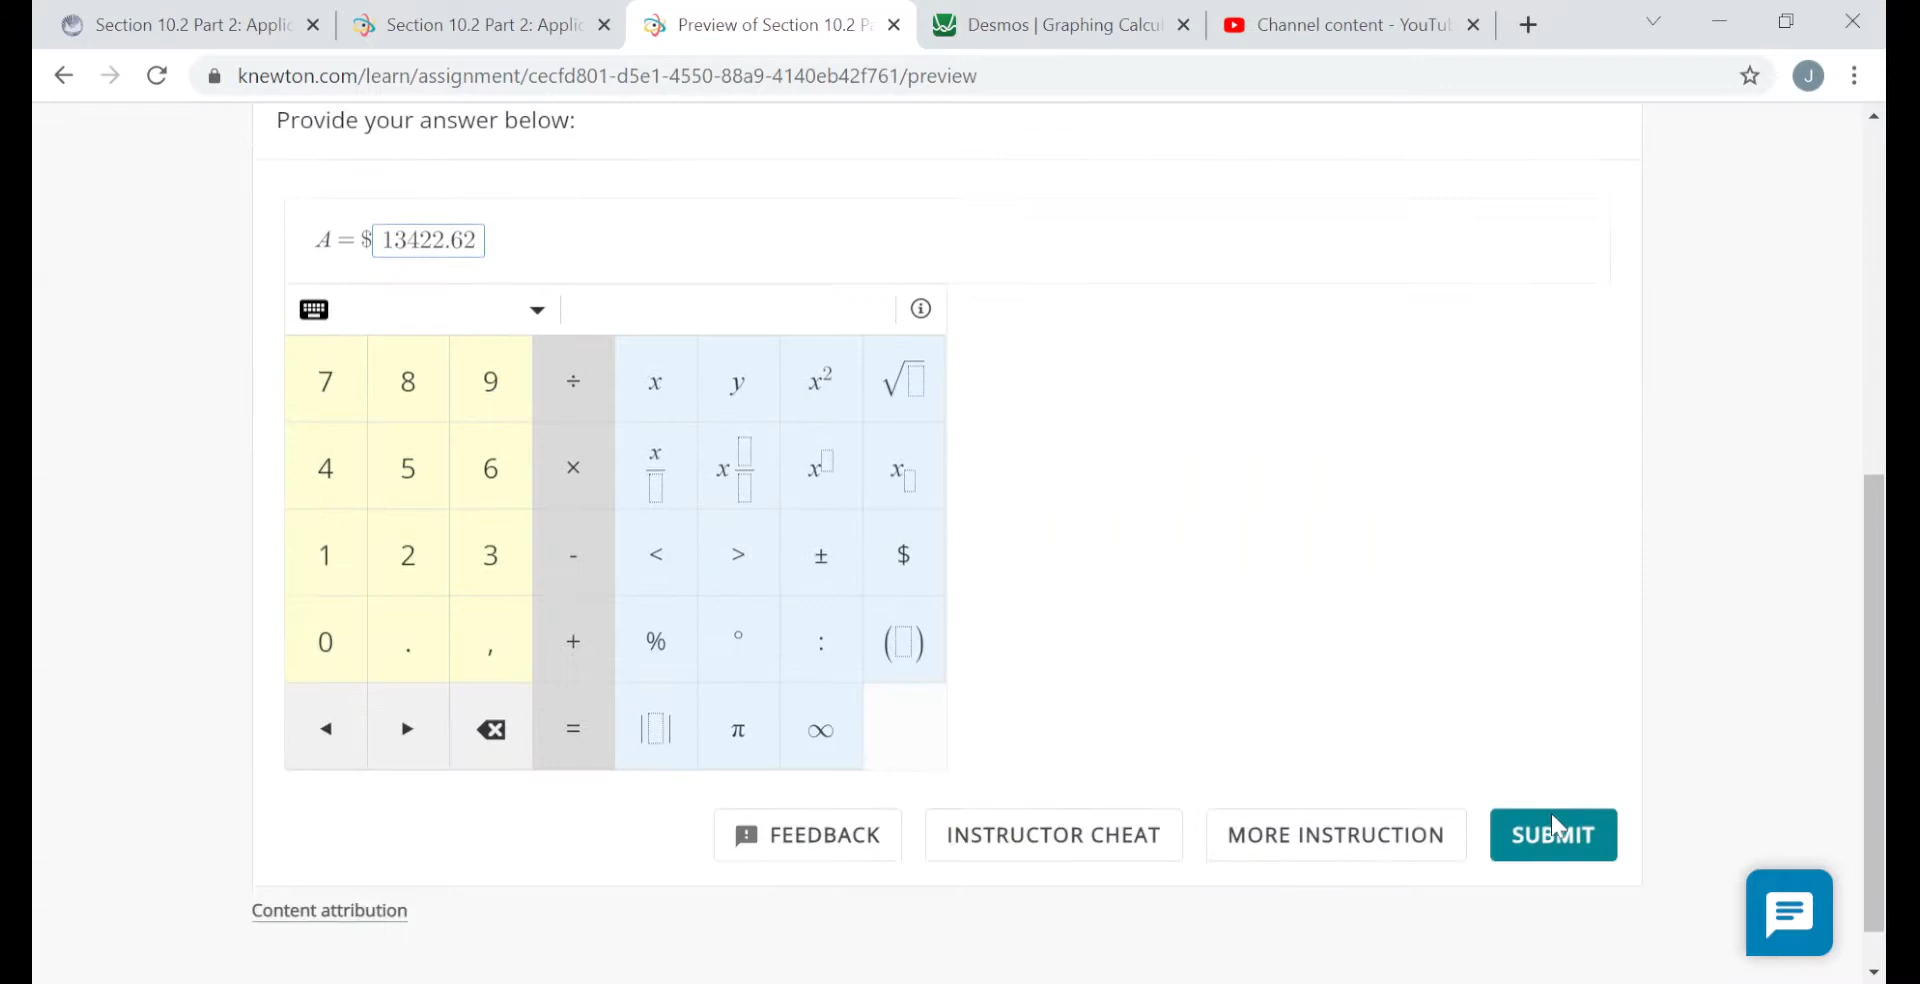 Section 10.2 Part 2: Applic
Section 10.2 Part 2: Applic
Preview of Section 10.2 Pa
Desmos | Graphing Calcul
Channel content - YouTub
knewton.com/learn/assignment/cecfd801-d5e1-4550-88a9-4140eb42f761/preview
J
Provide your answer below:
A = $ 13422.62
7 8 9 ÷ x y x² √
4 5 6 × x x x x
1 2 3 - < > ± $
0 . , + % ° : ()
= || π ∞
FEEDBACK
INSTRUCTOR CHEAT
MORE INSTRUCTION
SUBMIT
Content attribution